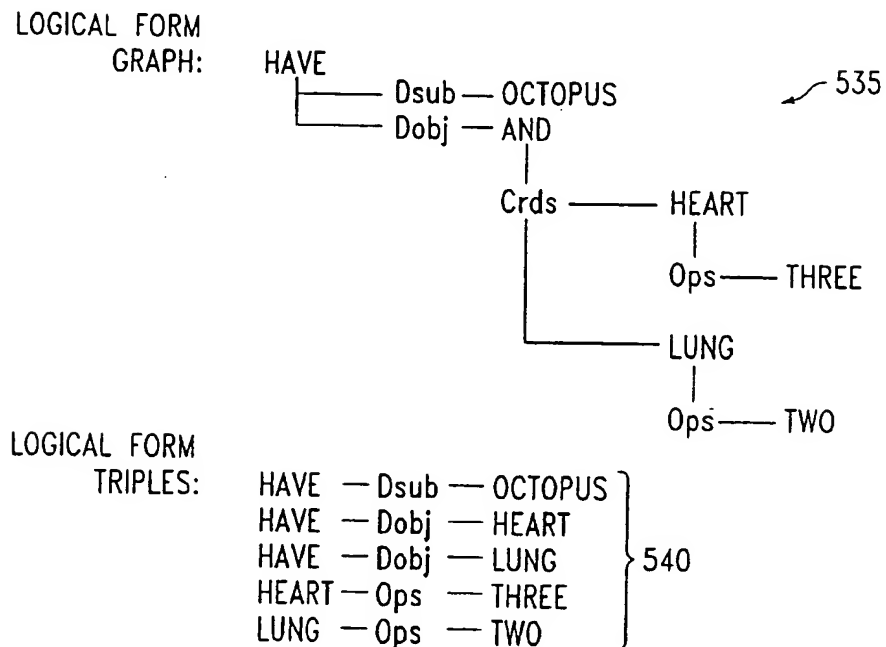 LOGICAL FORM
GRAPH: HAVE
Dsub — OCTOPUS
535
Dobj — AND
Crds — HEART
Ops — THREE
LUNG
Ops — TWO
LOGICAL FORM
TRIPLES: HAVE — Dsub — OCTOPUS
HAVE — Dobj — HEART
HAVE — Dobj — LUNG
540
HEART — Ops — THREE
LUNG — Ops — TWO